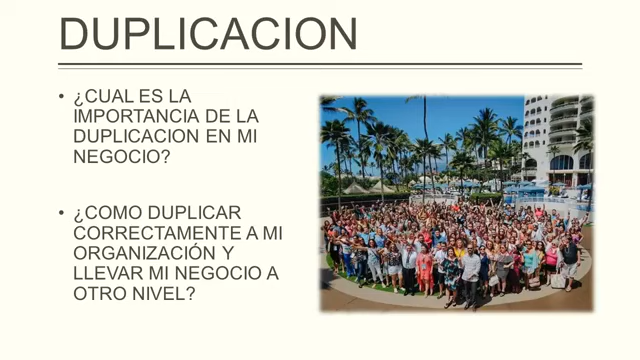 DUPLICACION
• ¿CUAL ES LA
IMPORTANCIA DE LA
DUPLICACION EN MI
NEGOCIO?
• ¿COMO DUPLICAR
CORRECTAMENTE A MI
ORGANIZACIÓN Y
LLEVAR MI NEGOCIO A
OTRO NIVEL?